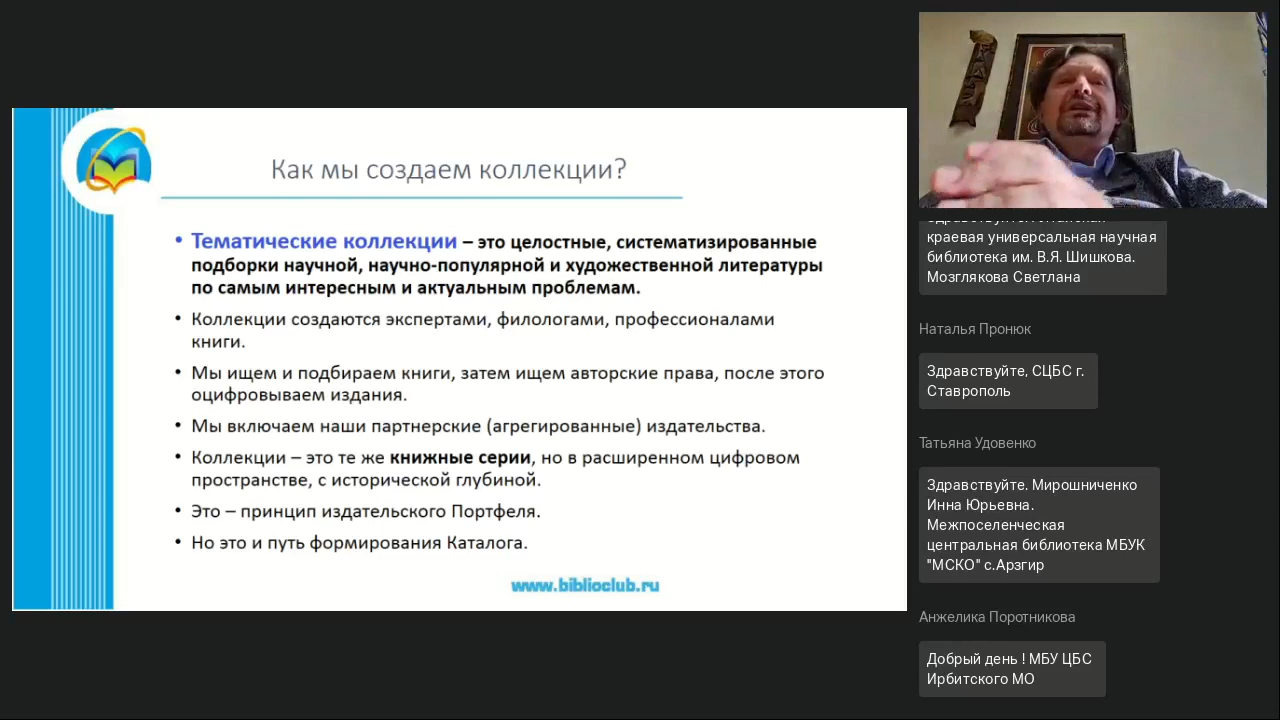 Как мы создаем коллекции?
• Тематические коллекции – это целостные, систематизированные
подборки научной, научно-популярной и художественной литературы
по самым интересным и актуальным проблемам.
• Коллекции создаются экспертами, филологами, профессионалами
книги.
• Мы ищем и подбираем книги, затем ищем авторские права, после этого
оцифровываем издания.
• Мы включаем наши партнерские (агрегированные) издательства.
• Коллекции – это те же книжные серии, но в расширенном цифровом
пространстве, с исторической глубиной.
• Это – принцип издательского Портфеля.
• Но это и путь формирования Каталога.
www.biblioclub.ru
краевая универсальная научная
библиотека им. В.Я. Шишкова.
Мозглякова Светлана
Наталья Пронюк
Здравствуйте, СЦБС г.
Ставрополь
Татьяна Удовенко
Здравствуйте. Мирошниченко
Инна Юрьевна.
Межпоселенческая
центральная библиотека МБУК
"МСКО" с.Арзгир
Анжелика Поротникова
Добрый день ! МБУ ЦБС
Ирбитского МО